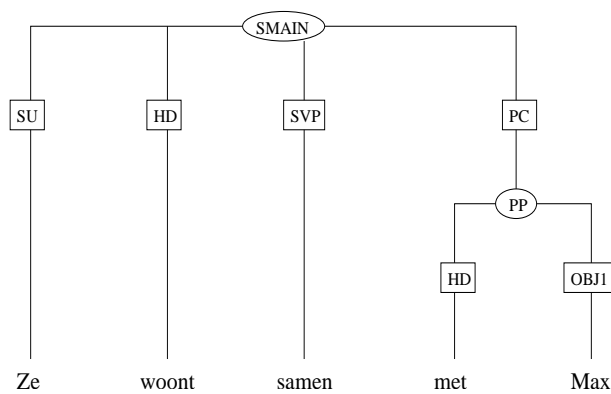 SMAIN
SU HD SVP PC
PP
HD OBJ1
Ze woont samen met Max